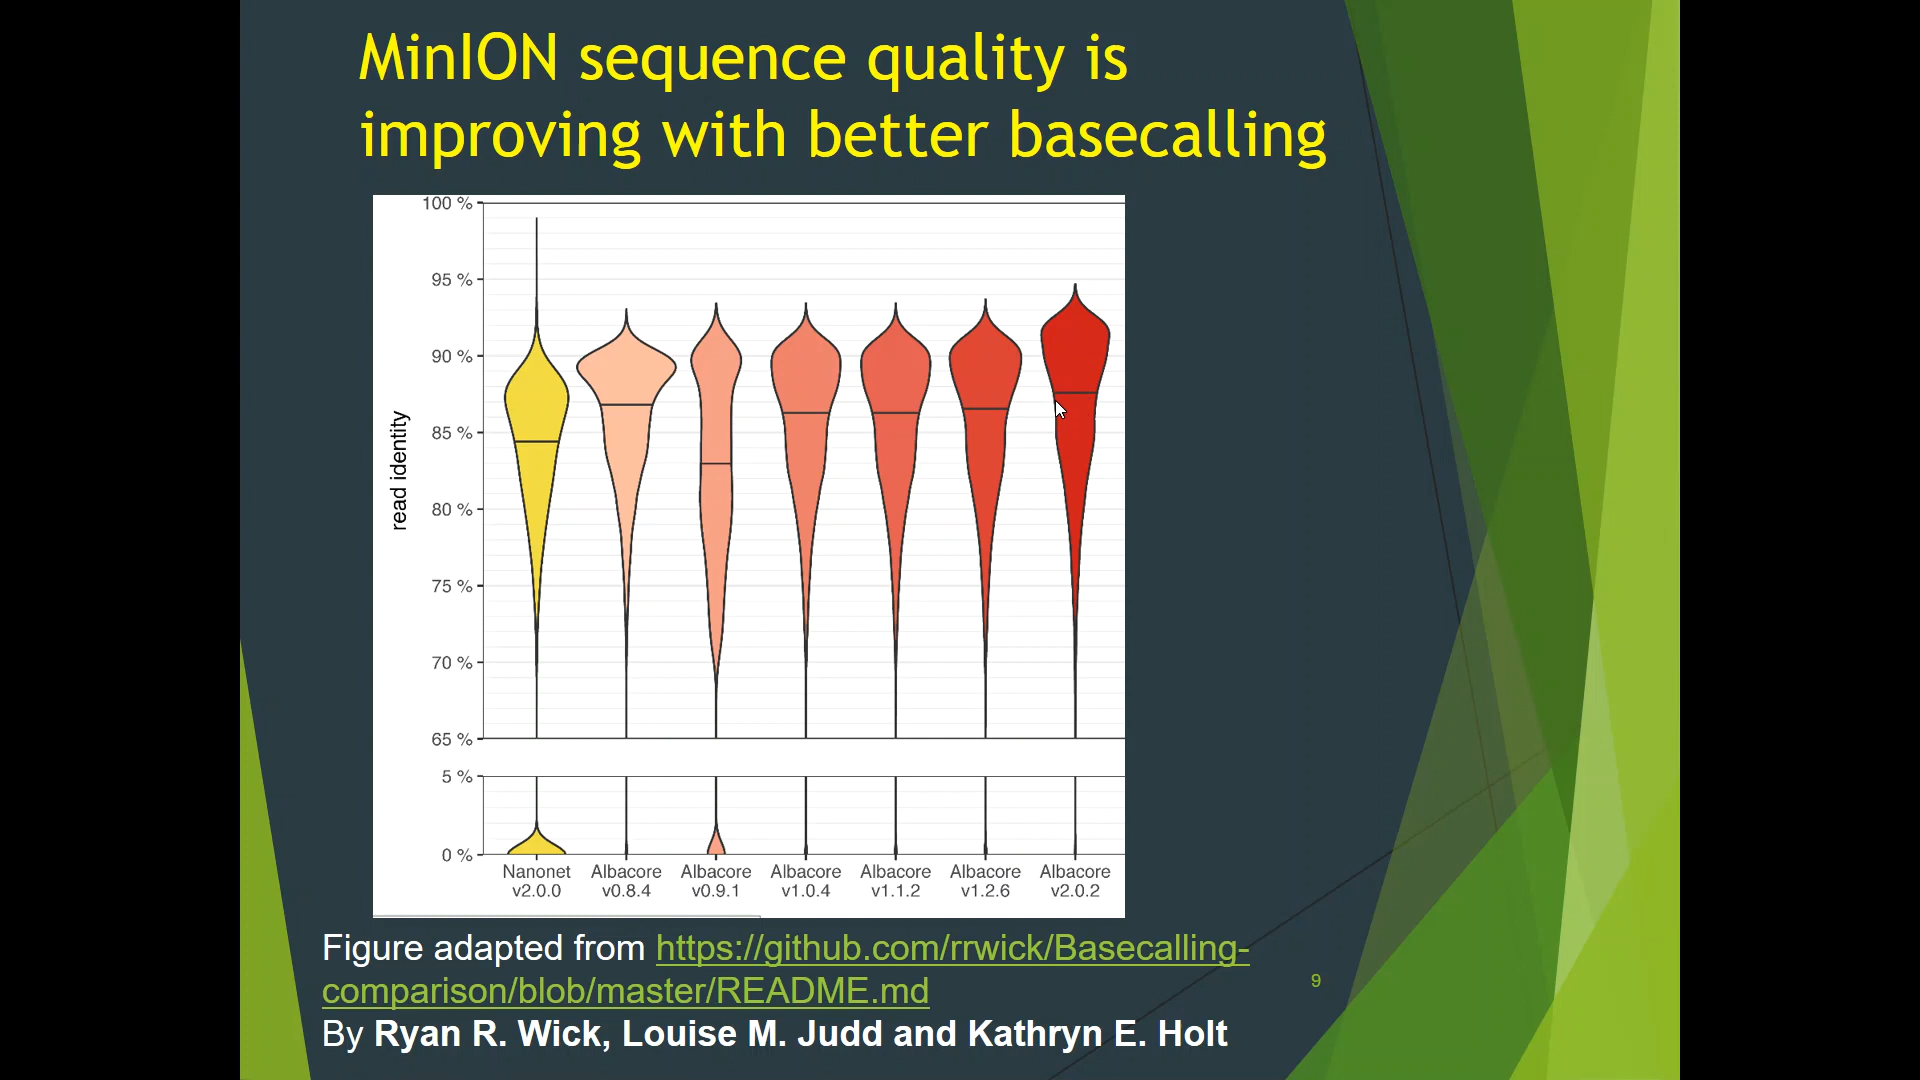 MinION sequence quality is
improving with better basecalling
100 %
95 %
90 %
85 %
80 %
75 %
70 %
65 %
5 %
0 %
read identity
Nanonet v2.0.0
Albacore v0.8.4
Albacore v0.9.1
Albacore v1.0.4
Albacore v1.1.2
Albacore v1.2.6
Albacore v2.0.2
Figure adapted from https://github.com/rrwick/Basecalling-
comparison/blob/master/README.md
By Ryan R. Wick, Louise M. Judd and Kathryn E. Holt
9